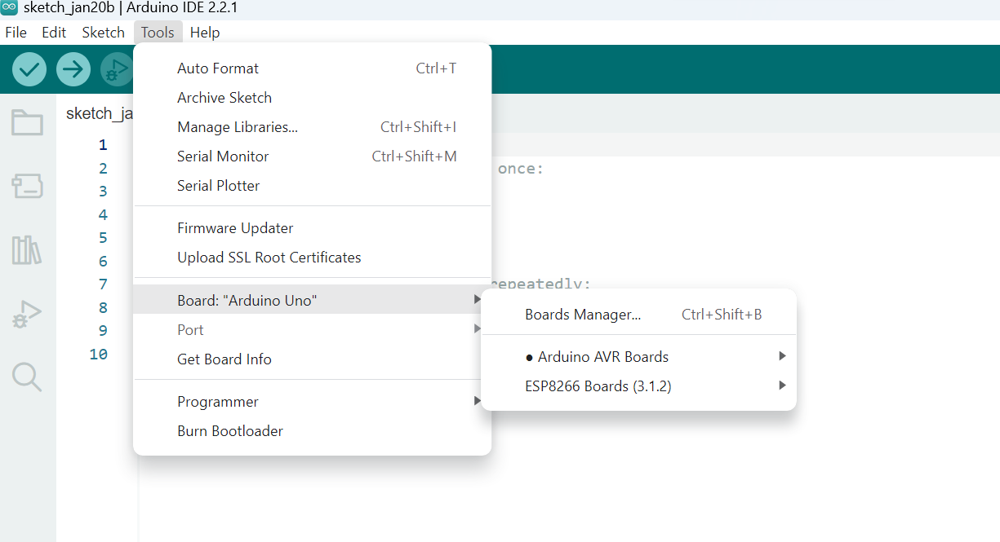 sketch_jan20b | Arduino IDE 2.2.1
File Edit Sketch Tools Help
sketch_ja
Auto Format Ctrl+T
Archive Sketch
Manage Libraries... Ctrl+Shift+I
Serial Monitor Ctrl+Shift+M
Serial Plotter
Firmware Updater
Upload SSL Root Certificates
Board: "Arduino Uno"
Port
Get Board Info
Programmer
Burn Bootloader
Boards Manager... Ctrl+Shift+B
● Arduino AVR Boards
ESP8266 Boards (3.1.2)
1
2 once:
3
4
5
6
7 repeatedly:
8
9
10